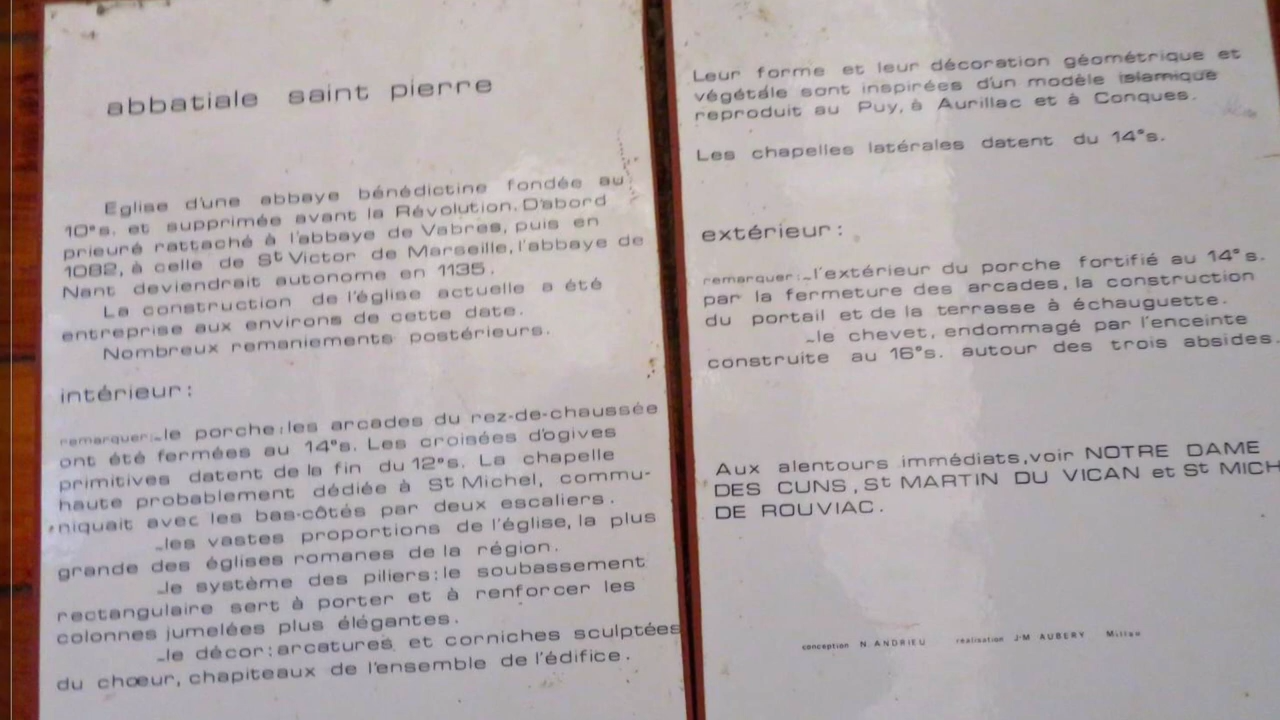 abbatiale saint pierre
Eglise d'une abbaye bénédictine fondée au
10°s. et supprimée avant la Révolution. D'abord
prieuré rattaché à l'abbaye de Vabres, puis en
1082, à celle de St Victor de Marseille, l'abbaye de
Nant deviendrait autonome en 1135.
La construction de l'église actuelle a été
entreprise aux environs de cette date.
Nombreux remaniements postérieurs.
intérieur :
remarquer:_le porche : les arcades du rez-de-chaussée
ont été fermées au 14°s. Les croisées d'ogives
primitives datent de la fin du 12°s. La chapelle
haute probablement dédiée à St Michel, commu-
niquait avec les bas-côtés par deux escaliers.
_les vastes proportions de l'église, la plus
grande des églises romanes de la région.
_le système des piliers : le soubassement
rectangulaire sert à porter et à renforcer les
colonnes jumelées plus élégantes.
_le décor : arcatures et corniches sculptées
du chœur, chapiteaux de l'ensemble de l'édifice.
Leur forme et leur décoration géométrique et
végétale sont inspirées d'un modèle islamique
reproduit au Puy, à Aurillac et à Conques.
Les chapelles latérales datent du 14°s.
extérieur :
remarquer:_l'extérieur du porche fortifié au 14°s.
par la fermeture des arcades, la construction
du portail et de la terrasse à échauguette.
_le chevet, endommagé par l'enceinte
construite au 16°s. autour des trois absides.
Aux alentours immédiats, voir NOTRE DAME
DES CUNS, St MARTIN DU VICAN et St MICH
DE ROUVIAC.
conception N. ANDRIEU réalisation J-M AUBERY Millau